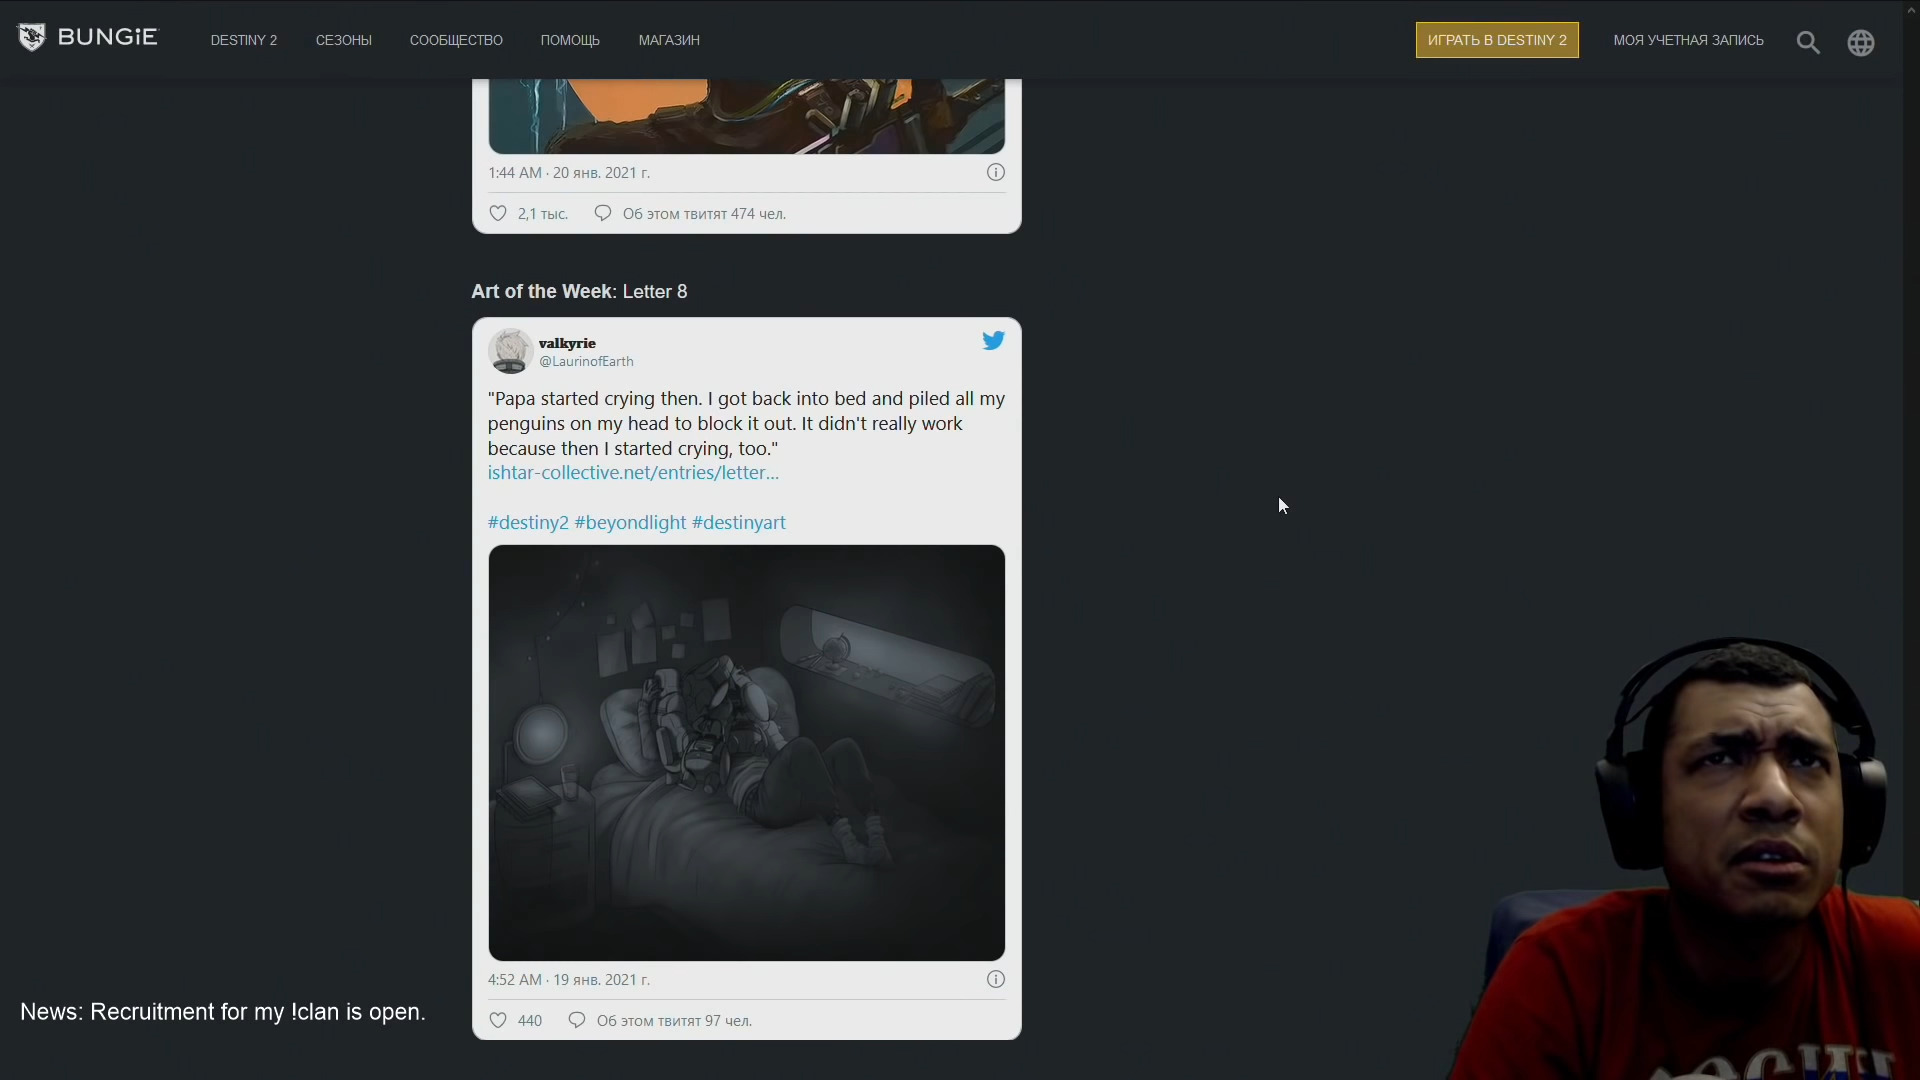 BUNGiE
DESTINY 2
СЕЗОНЫ
СООБЩЕСТВО
ПОМОЩЬ
МАГАЗИН
ИГРАТЬ В DESTINY 2
МОЯ УЧЕТНАЯ ЗАПИСЬ
1:44 AM · 20 янв. 2021 г.
2,1 тыс.
Об этом твитят 474 чел.
Art of the Week: Letter 8
valkyrie
@LaurinofEarth
"Papa started crying then. I got back into bed and piled all my
penguins on my head to block it out. It didn't really work
because then I started crying, too."
ishtar-collective.net/entries/letter...
#destiny2 #beyondlight #destinyart
4:52 AM · 19 янв. 2021 г.
440
Об этом твитят 97 чел.
News: Recruitment for my !clan is open.